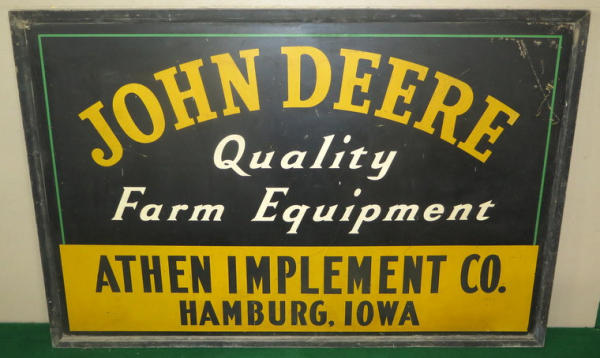 JOHN DEERE
Quality
Farm Equipment
ATHEN IMPLEMENT CO.
HAMBURG, IOWA